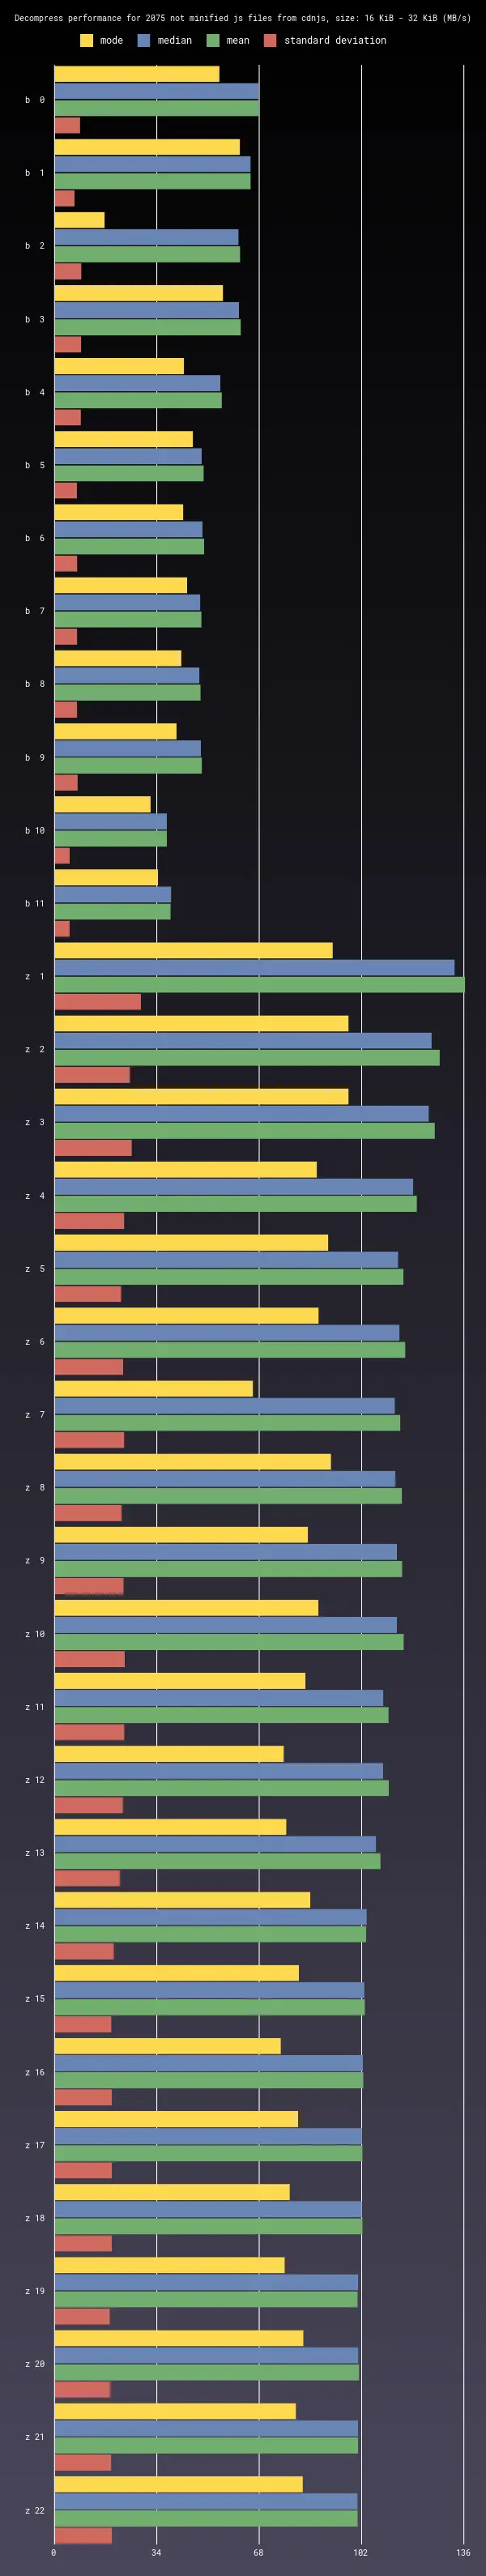 Decompress performance for 2075 not minified js files from cdnjs, size: 16 KiB - 32 KiB (MB/s)
mode median mean standard deviation
b 0
b 1
b 2
b 3
b 4
b 5
b 6
b 7
b 8
b 9
b 10
b 11
z 1
z 2
z 3
z 4
z 5
z 6
z 7
z 8
z 9
z 10
z 11
z 12
z 13
z 14
z 15
z 16
z 17
z 18
z 19
z 20
z 21
z 22
0 34 68 102 136